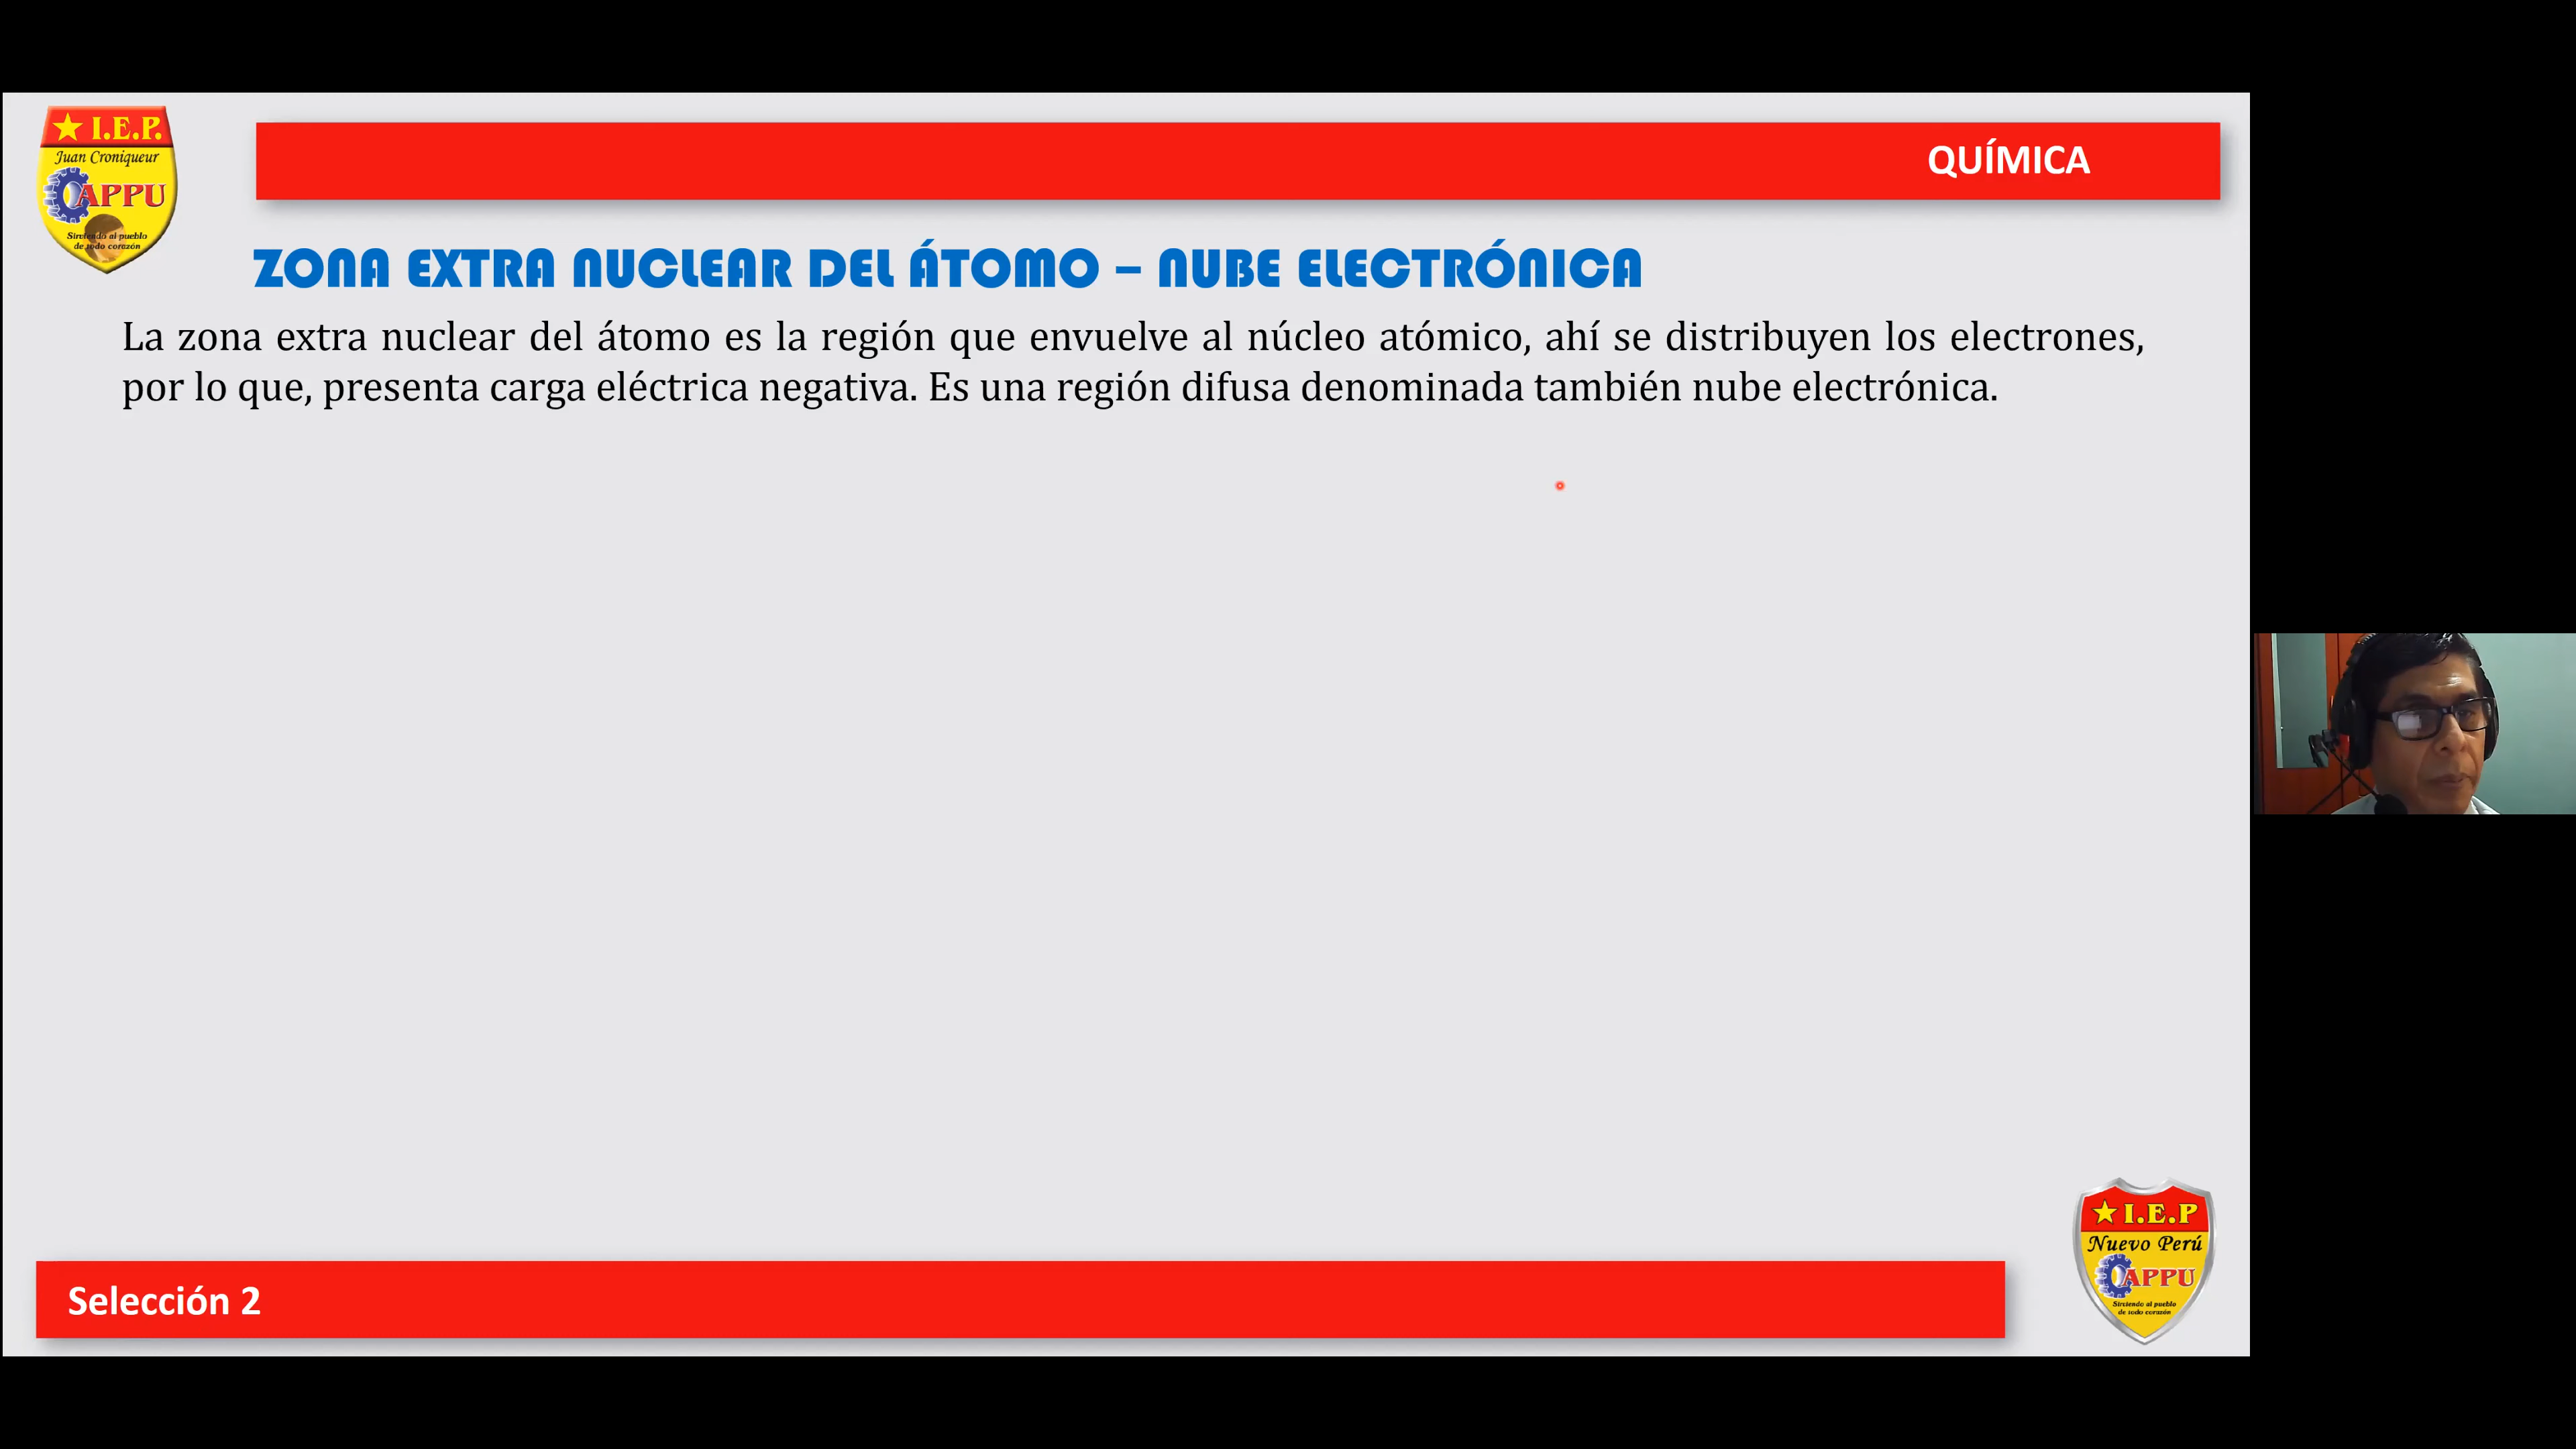 ★ I.E.P.
Juan Croniqueur
CAPPU
Sirviendo al pueblo
de todo corazón
QUÍMICA
ZONA EXTRA NUCLEAR DEL ÁTOMO – NUBE ELECTRÓNICA
La zona extra nuclear del átomo es la región que envuelve al núcleo atómico, ahí se distribuyen los electrones,
por lo que, presenta carga eléctrica negativa. Es una región difusa denominada también nube electrónica.
★ I.E.P
Nuevo Perú
CAPPU
Sirviendo al pueblo
de todo corazón
Selección 2